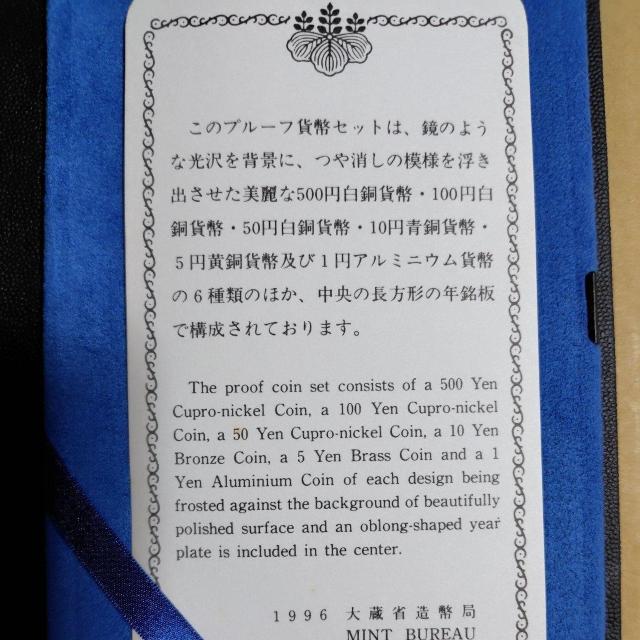 このプルーフ貨幣セットは、鏡のよう
な光沢を背景に、つや消しの模様を浮き
出させた美麗な500円白銅貨幣・100円白
銅貨幣・50円白銅貨幣・10円青銅貨幣・
5円黄銅貨幣及び1円アルミニウム貨幣
の6種類のほか、中央の長方形の年銘板
で構成されております。
The proof coin set consists of a 500 Yen
Cupro-nickel Coin, a 100 Yen Cupro-nickel
Coin, a 50 Yen Cupro-nickel Coin, a 10 Yen
Bronze Coin, a 5 Yen Brass Coin and a 1
Yen Aluminium Coin of each design being
frosted against the background of beautifully
polished surface and an oblong-shaped year
plate is included in the center.
1996 大蔵省造幣局
MINT BUREAU